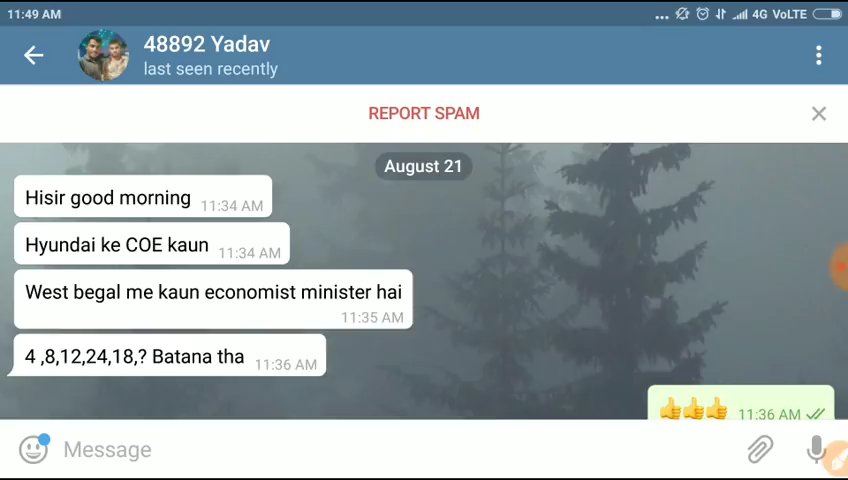 11:49 AM
... 4G VoLTE
48892 Yadav
last seen recently
REPORT SPAM
August 21
Hisir good morning 11:34 AM
Hyundai ke COE kaun 11:34 AM
West begal me kaun economist minister hai
11:35 AM
4 ,8,12,24,18,? Batana tha 11:36 AM
👍👍👍 11:36 AM
Message